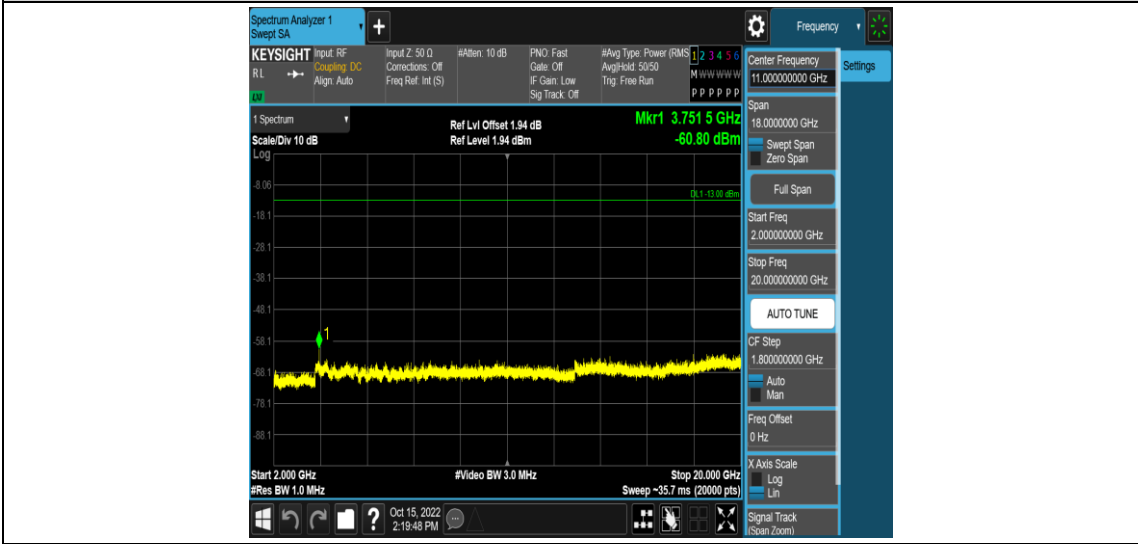 Spectrum Analyzer 1
Swept SA
+
Frequency
KEYSIGHT
RL
LXI
Input: RF
Coupling: DC
Align: Auto
Input Z: 50 Ω
Corrections: Off
Freq Ref: Int (S)
#Atten: 10 dB
PNO: Fast
Gate: Off
IF Gain: Low
Sig Track: Off
#Avg Type: Power (RMS
Avg|Hold: 50/50
Trig: Free Run
1 2 3 4 5 6
M W W W W W
P P P P P P
1 Spectrum
Scale/Div 10 dB
Log
Ref Lvl Offset 1.94 dB
Ref Level 1.94 dBm
Mkr1 3.751 5 GHz
-60.80 dBm
-8.06
DL1 -13.00 dBm
-18.1
-28.1
-38.1
-48.1
1
-58.1
-68.1
-78.1
-88.1
Start 2.000 GHz
#Res BW 1.0 MHz
#Video BW 3.0 MHz
Stop 20.000 GHz
Sweep ~35.7 ms (20000 pts)
?
Oct 15, 2022
2:19:48 PM
Center Frequency
11.000000000 GHz
Settings
Span
18.0000000 GHz
Swept Span
Zero Span
Full Span
Start Freq
2.000000000 GHz
Stop Freq
20.000000000 GHz
AUTO TUNE
CF Step
1.800000000 GHz
Auto
Man
Freq Offset
0 Hz
X Axis Scale
Log
Lin
Signal Track
(Span Zoom)